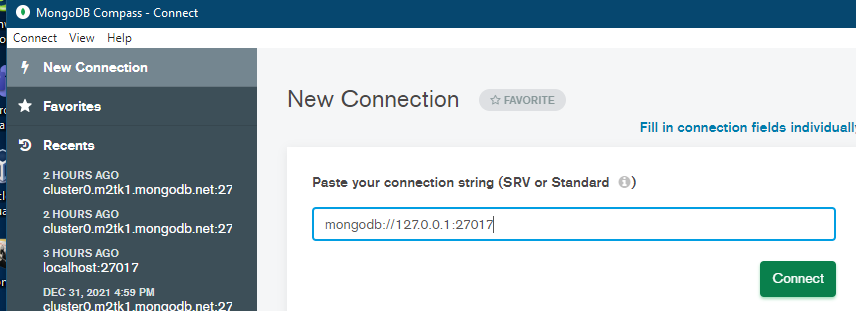 MongoDB Compass - Connect
Connect View Help
New Connection
Favorites
Recents
2 HOURS AGO
cluster0.m2tk1.mongodb.net:27
2 HOURS AGO
cluster0.m2tk1.mongodb.net:27
3 HOURS AGO
localhost:27017
DEC 31, 2021 4:59 PM
cluster0.m2tk1.mongodb.net:27
New Connection
FAVORITE
Fill in connection fields individually
Paste your connection string (SRV or Standard )
mongodb://127.0.0.1:27017
Connect